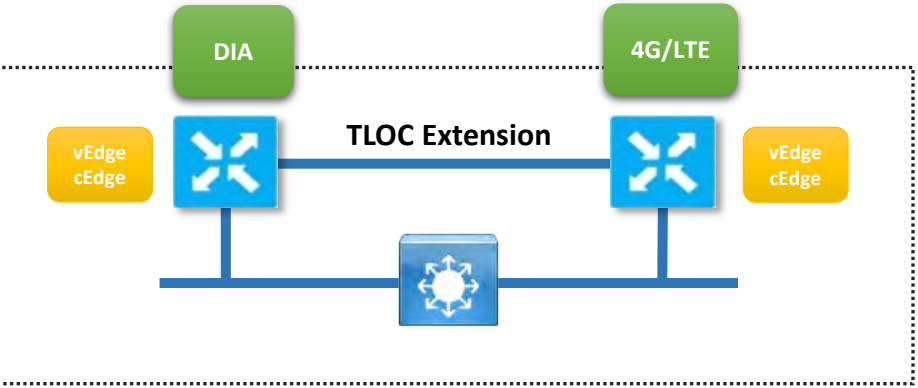 DIA
4G/LTE
TLOC Extension
vEdge
cEdge
vEdge
cEdge